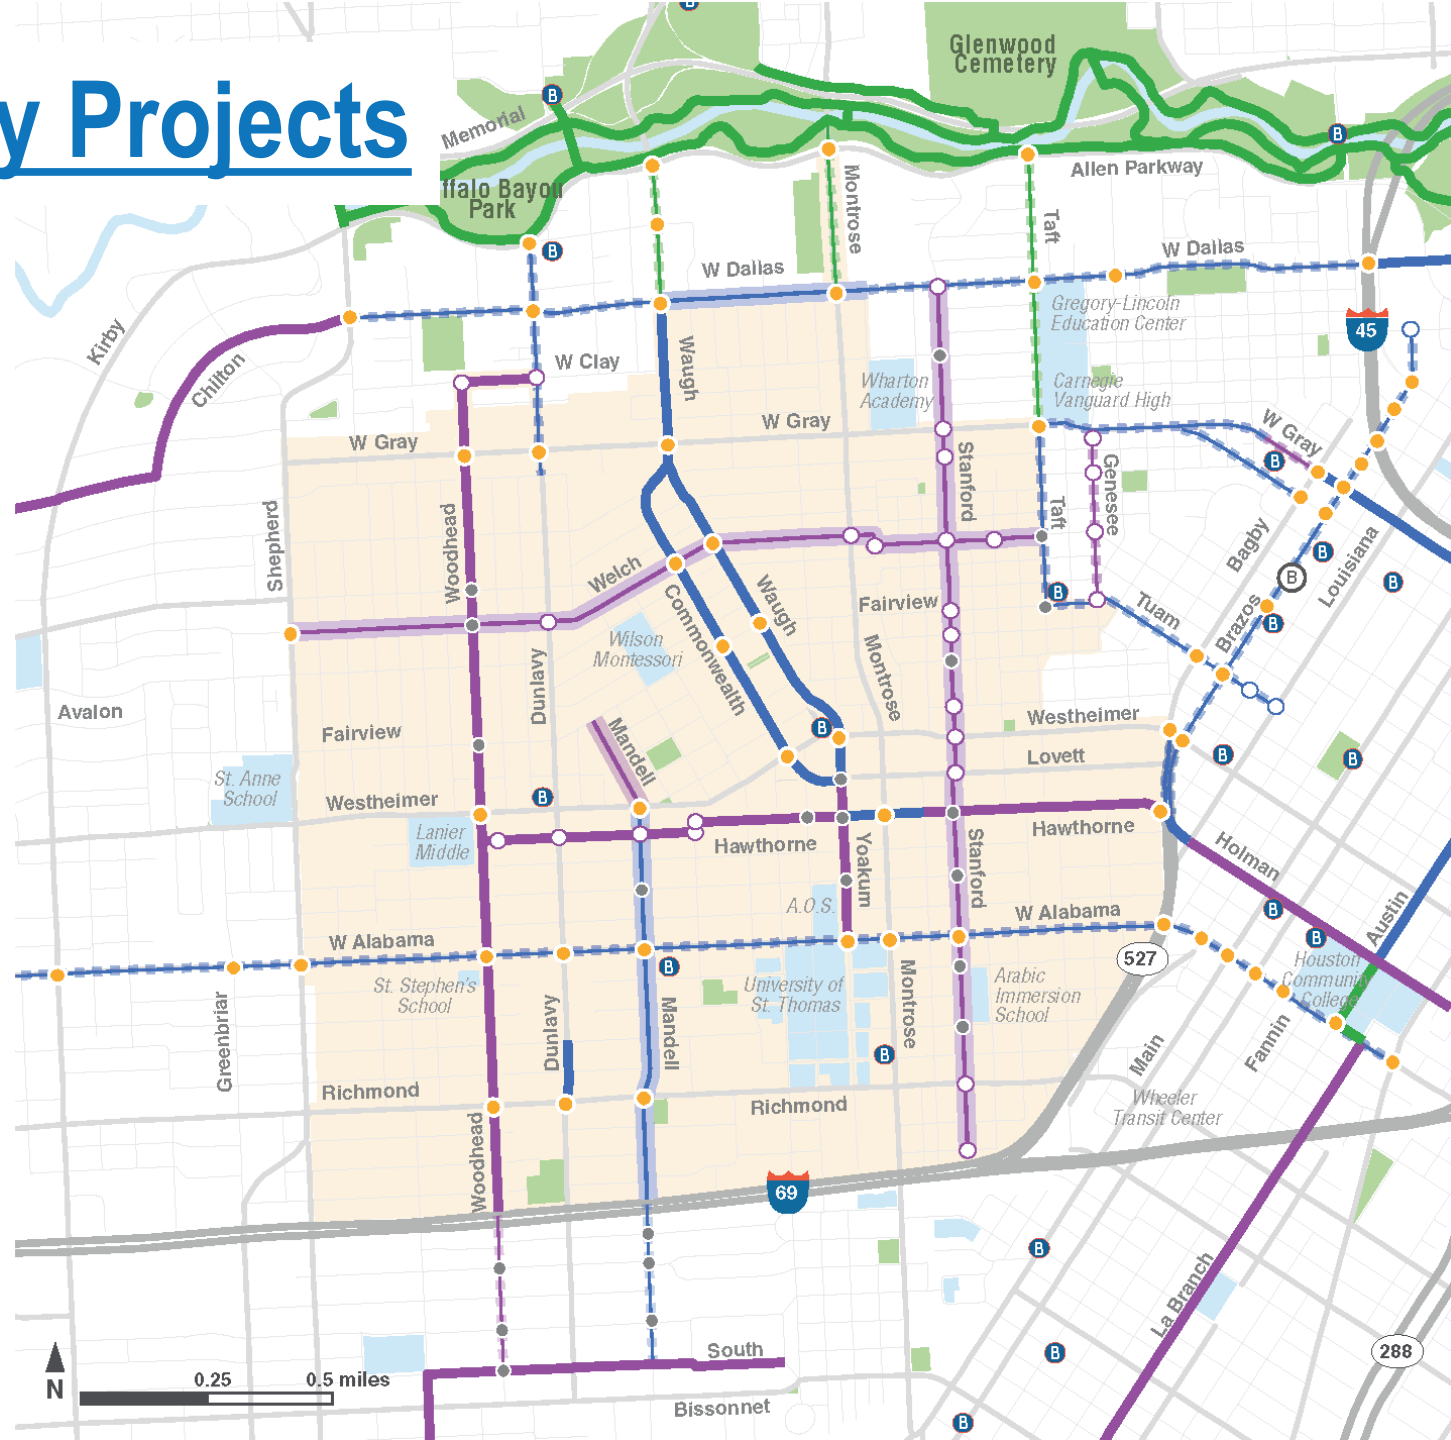 y Projects
B
Glenwood
Cemetery
B
Memorial
B
ffalo Bayou
Park
Montrose
Allen Parkway
Taft
B
W Dallas
W Dallas
Kirby
Gregory-Lincoln
Education Center
45
Chilton
W Clay
Waugh
Wharton
Academy
Carnegie
Vanguard High
W Gray
W Gray
W Gray
Stanford
Genesee
B
Shepherd
Woodhead
Taft
Bagby
Louisiana
B
B
B
Welch
Waugh
Fairview
B
Tuam
Brazos
B
Commonwealth
Wilson
Montessori
Montrose
Dunlavy
Avalon
Fairview
Mandell
B
Westheimer
Lovett
B
B
St. Anne
School
Westheimer
B
Lanier
Middle
Hawthorne
Yoakum
Stanford
Hawthorne
Holman
A.O.S.
W Alabama
B
Austin
B
W Alabama
527
Houston
Community
College
St. Stephen's
School
B
University of
St. Thomas
Arabic
Immersion
School
Greenbriar
Dunlavy
Mandell
Montrose
B
Main
Fannin
Richmond
Richmond
Wheeler
Transit Center
Woodhead
69
B
La Branch
N
0.25
0.5 miles
South
B
288
Bissonnet
B